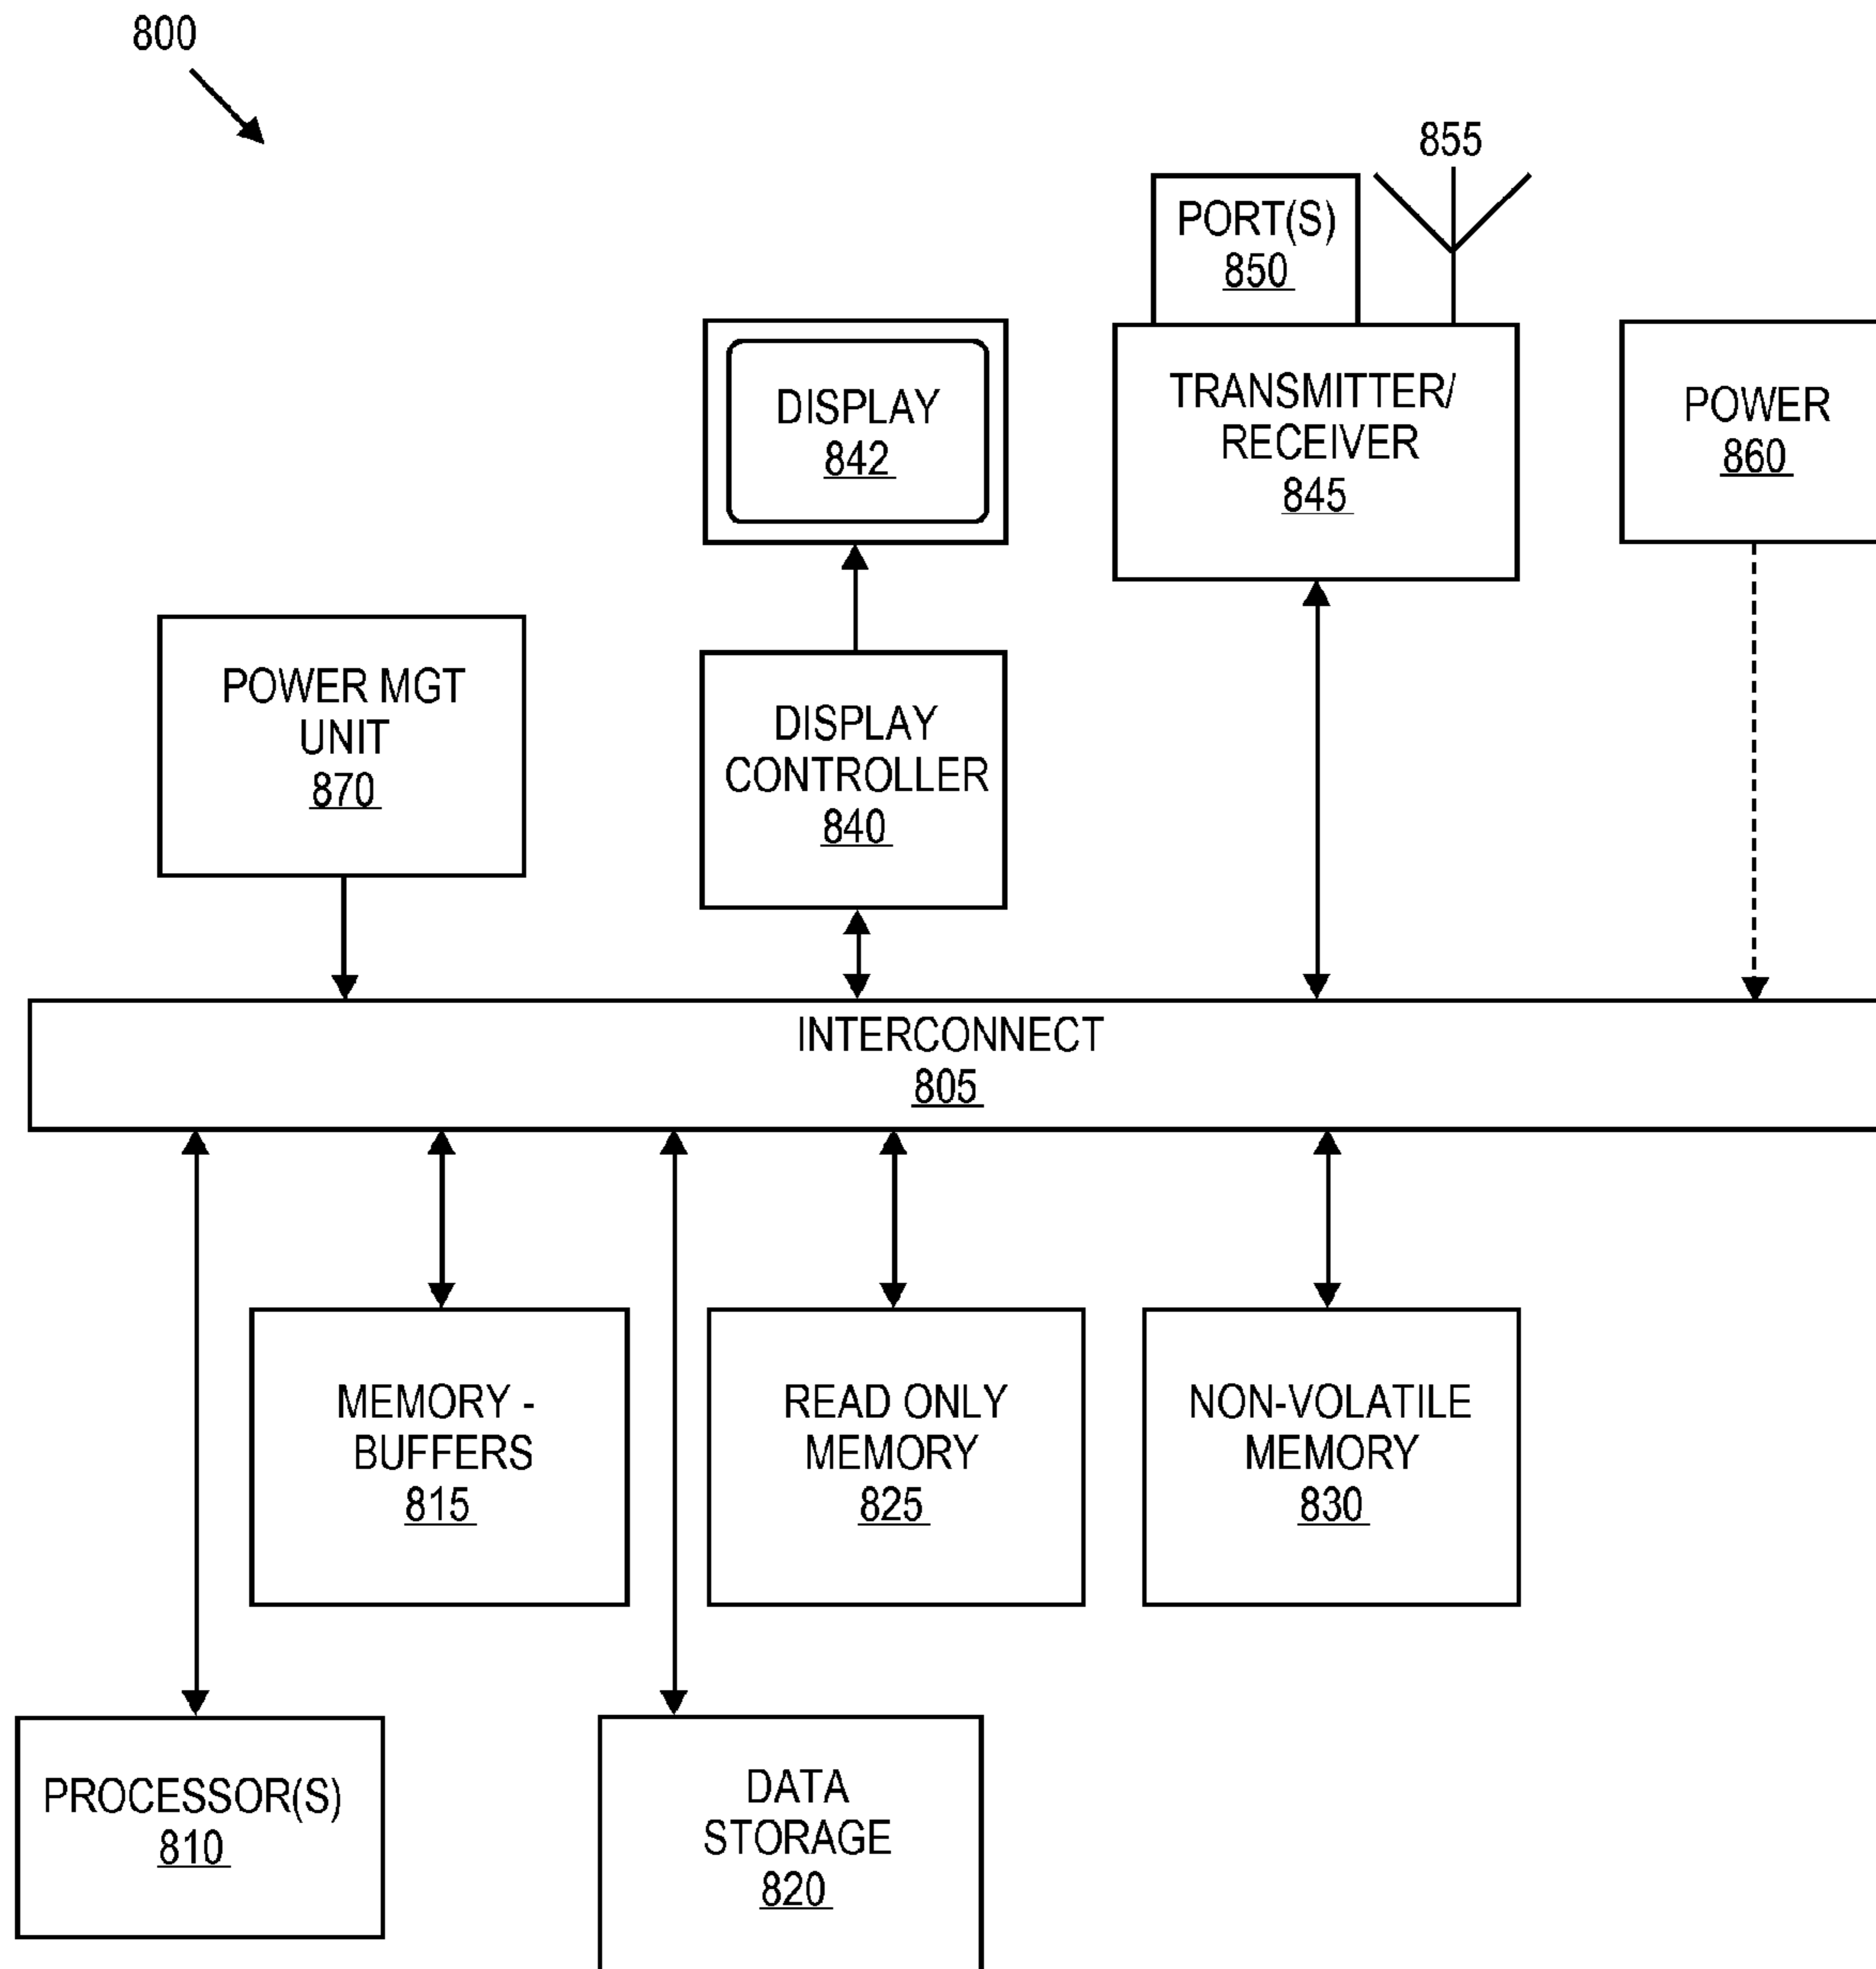 800
855
PORT(S)
850
DISPLAY
842
TRANSMITTER/
RECEIVER
845
POWER
860
POWER MGT
UNIT
870
DISPLAY
CONTROLLER
840
INTERCONNECT
805
MEMORY -
BUFFERS
815
READ ONLY
MEMORY
825
NON-VOLATILE
MEMORY
830
PROCESSOR(S)
810
DATA
STORAGE
820